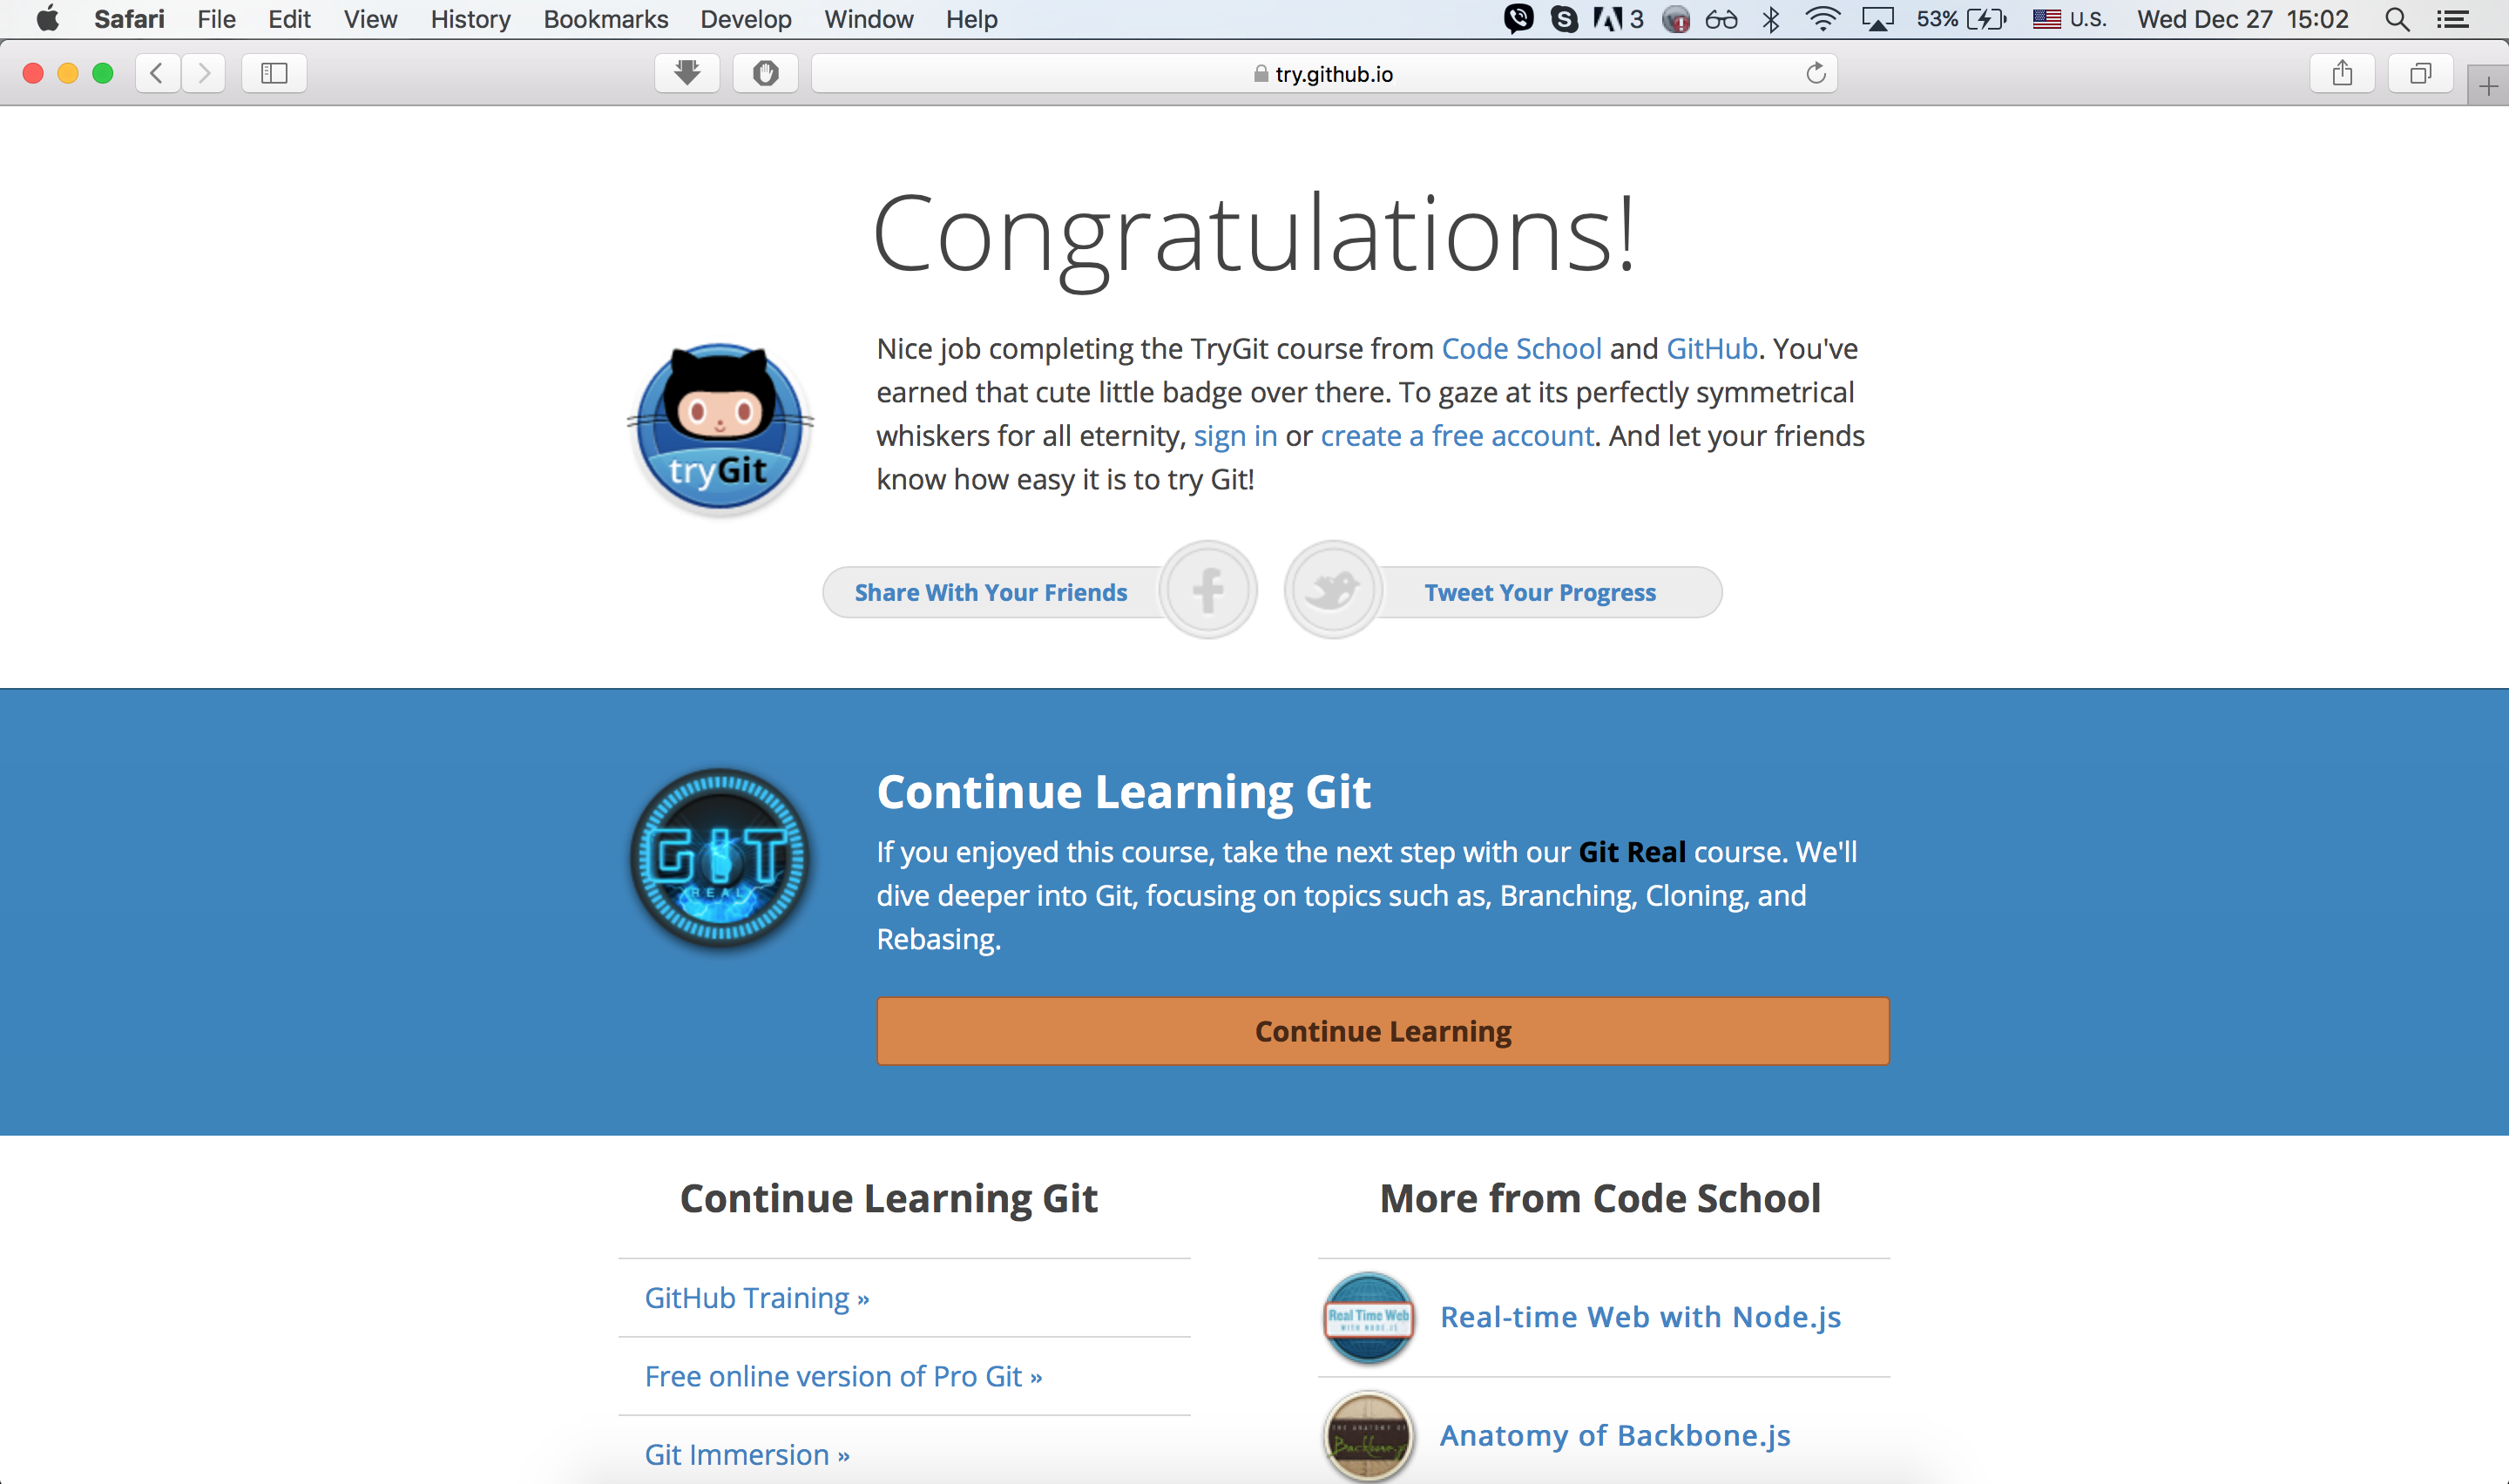 Safari File Edit View History Bookmarks Develop Window Help 3 53% U.S. Wed Dec 27 15:02
try.github.io
Congratulations!
Nice job completing the TryGit course from Code School and GitHub. You've
earned that cute little badge over there. To gaze at its perfectly symmetrical
whiskers for all eternity, sign in or create a free account. And let your friends
know how easy it is to try Git!
tryGit
Share With Your Friends
Tweet Your Progress
GIT
REAL
Continue Learning Git
If you enjoyed this course, take the next step with our Git Real course. We'll
dive deeper into Git, focusing on topics such as, Branching, Cloning, and
Rebasing.
Continue Learning
Continue Learning Git
GitHub Training »
Free online version of Pro Git »
Git Immersion »
More from Code School
Real Time Web
WITH NODE.JS
Real-time Web with Node.js
THE ANATOMY OF
Backbone.js
Anatomy of Backbone.js